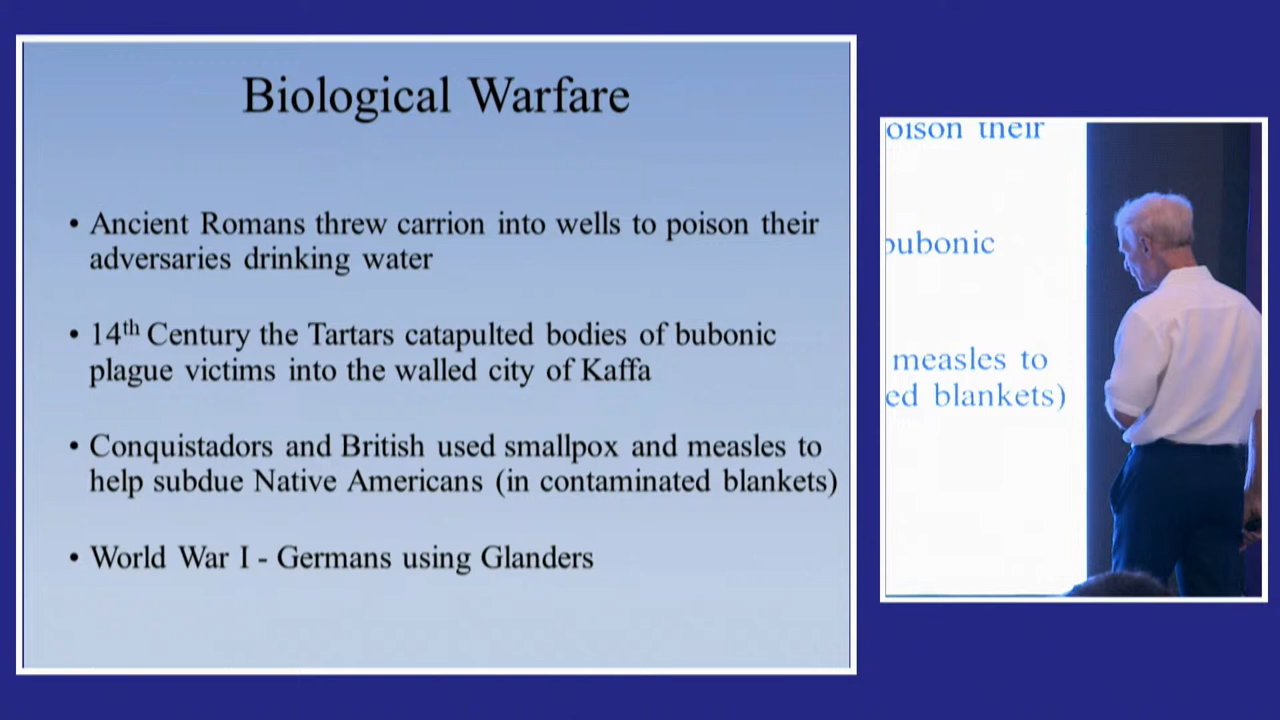 Biological Warfare
• Ancient Romans threw carrion into wells to poison their
adversaries drinking water
• 14th Century the Tartars catapulted bodies of bubonic
plague victims into the walled city of Kaffa
• Conquistadors and British used smallpox and measles to
help subdue Native Americans (in contaminated blankets)
• World War I - Germans using Glanders
oison their
bubonic
measles to
ed blankets)